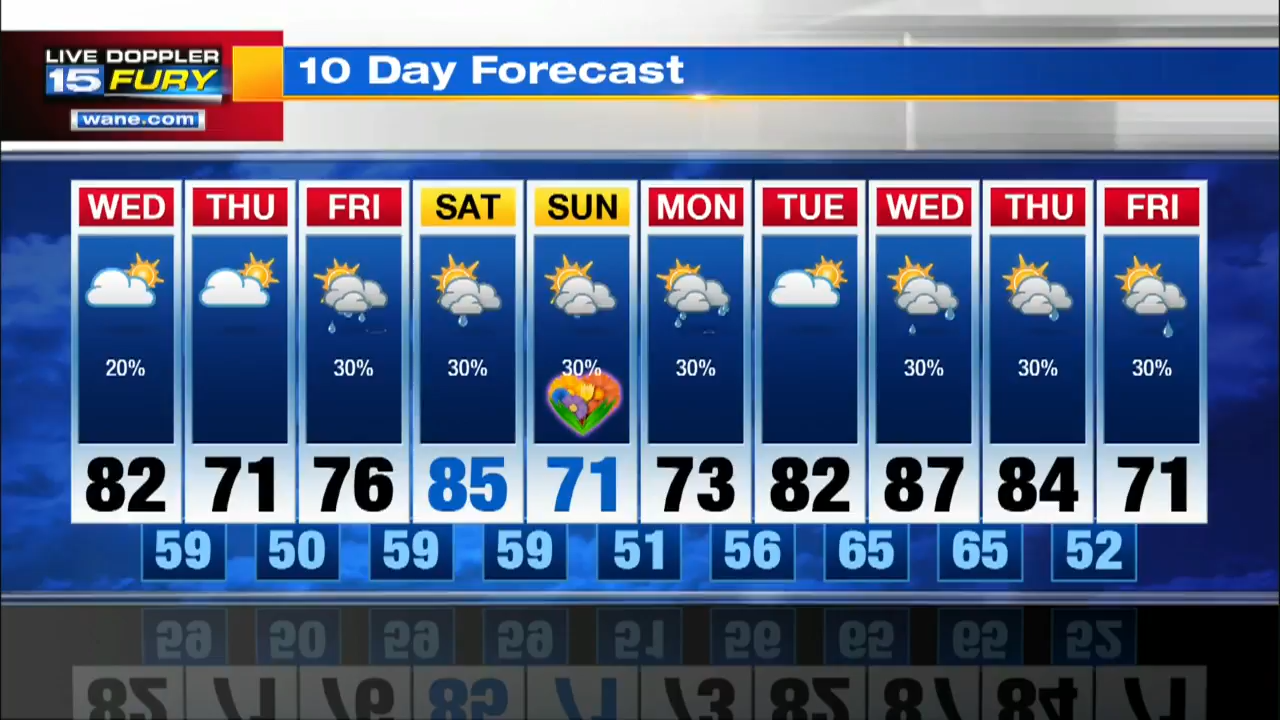 LIVE DOPPLER
15 FURY
wane.com
10 Day Forecast
WED THU FRI SAT SUN MON TUE WED THU FRI
20% 30% 30% 30% 30% 30% 30% 30%
82 71 76 85 71 73 82 87 84 71
59 50 59 59 51 56 65 65 52